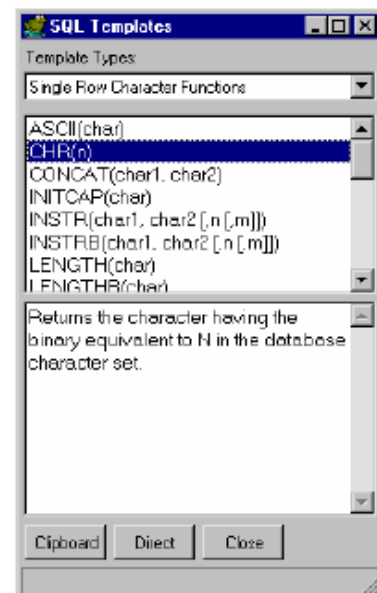 SQL Templates
Template Types:
Single Row Character Functions
ASCII(char)
CHR(n)
CONCAT(char1, char2)
INITCAP(char)
INSTR(char1, char2 [,n [,m]])
INSTRB(char1, char2 [,n [,m]])
LENGTH(char)
LENGTHB(char)
Returns the character having the
binary equivalent to N in the database
character set.
Clipboard Direct Close